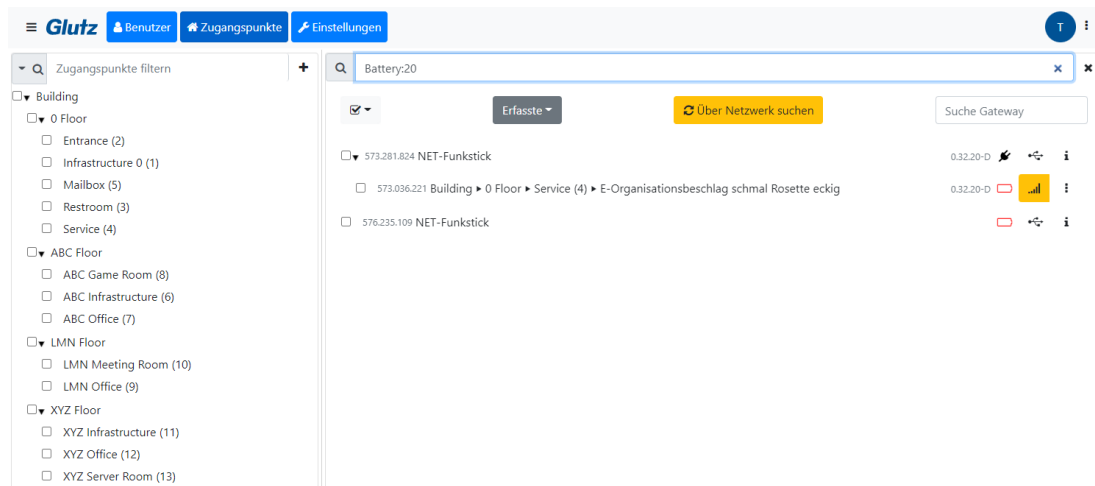 Glutz Benutzer Zugangspunkte Einstellungen T
Zugangspunkte filtern
Building
0 Floor
Entrance (2)
Infrastructure 0 (1)
Mailbox (5)
Restroom (3)
Service (4)
ABC Floor
ABC Game Room (8)
ABC Infrastructure (6)
ABC Office (7)
LMN Floor
LMN Meeting Room (10)
LMN Office (9)
XYZ Floor
XYZ Infrastructure (11)
XYZ Office (12)
XYZ Server Room (13)
Battery:20
Erfasste Über Netzwerk suchen Suche Gateway
573.281.824 NET-Funkstick 0.32.20-D
573.036.221 Building ▸ 0 Floor ▸ Service (4) ▸ E-Organisationsbeschlag schmal Rosette eckig 0.32.20-D
576.235.109 NET-Funkstick